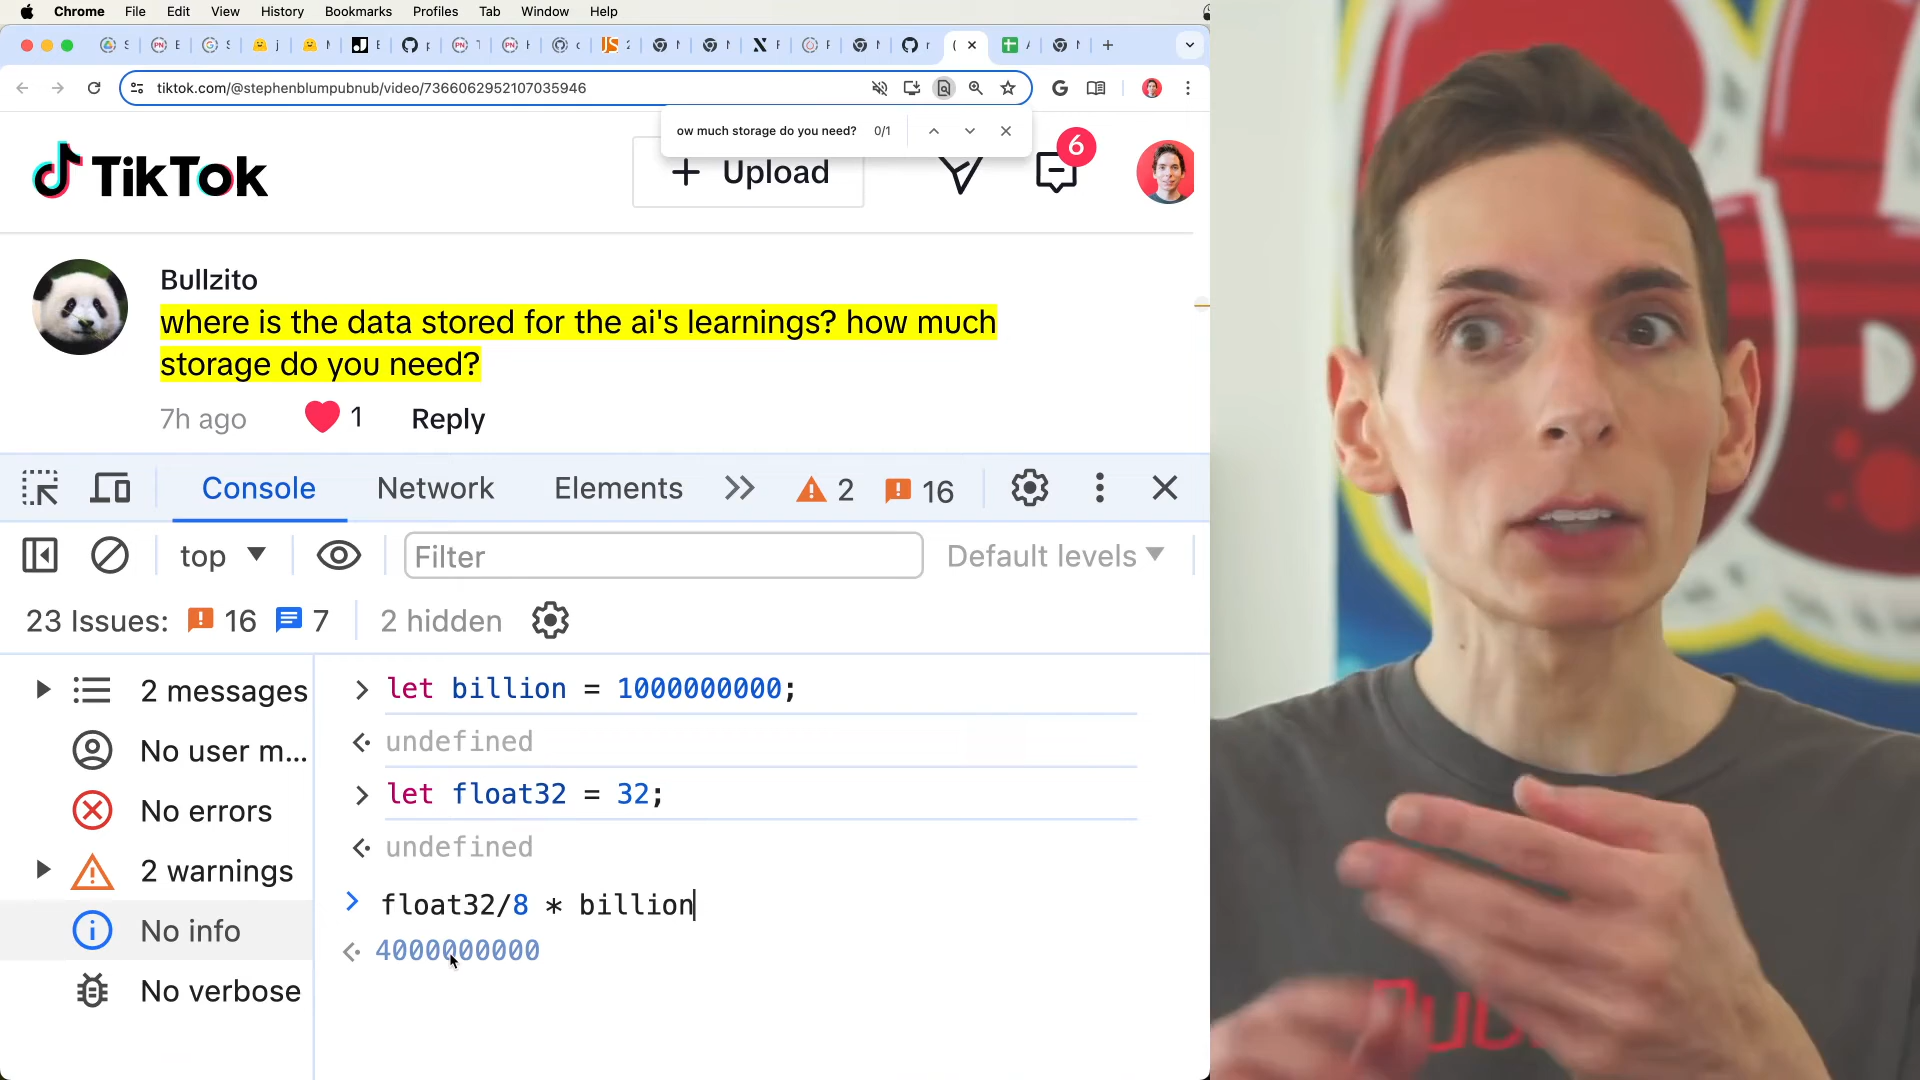 Chrome File Edit View History Bookmarks Profiles Tab Window Help
tiktok.com/@stephenblumpubnub/video/7366062952107035946
ow much storage do you need? 0/1
TikTok
+ Upload
6
Bullzito
where is the data stored for the ai's learnings? how much
storage do you need?
7h ago 1 Reply
Console Network Elements 2 16
top Filter Default levels
23 Issues: 16 7 2 hidden
2 messages
No user m...
No errors
2 warnings
No info
No verbose
> let billion = 1000000000;
undefined
> let float32 = 32;
undefined
> float32/8 * billion
4000000000